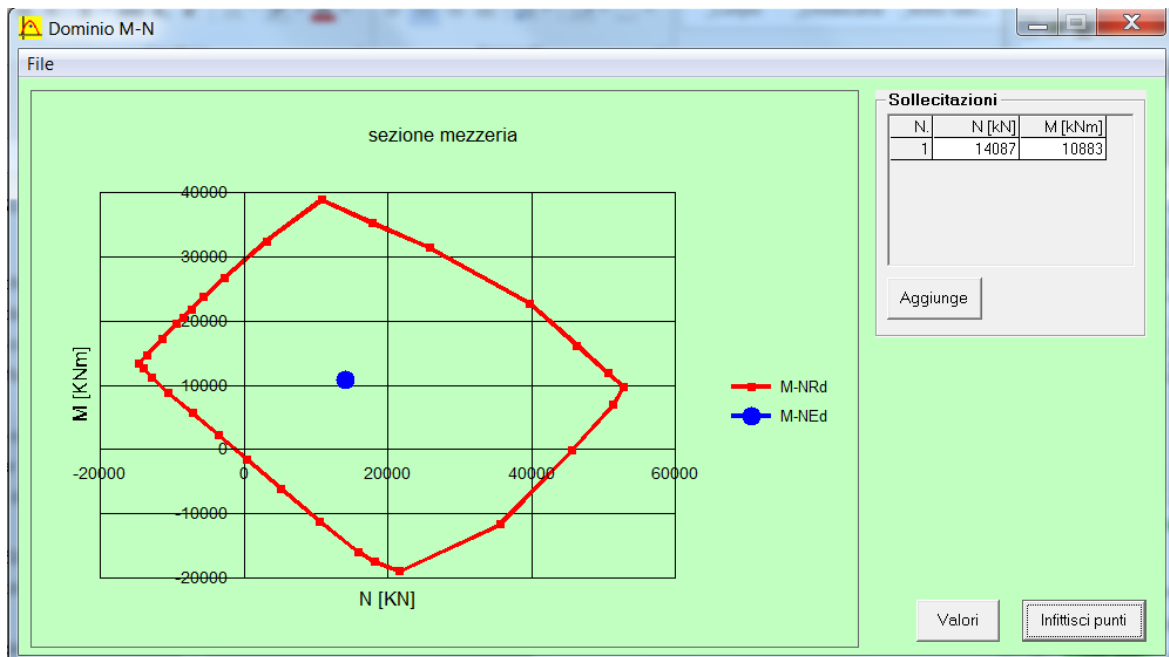 Dominio M-N
File
sezione mezzeria
40000
30000
20000
10000
0
-10000
-20000
-20000
0
20000
40000
60000
M [KNm]
N [KN]
M-NRd
M-NEd
Sollecitazioni
N. N [kN] M [kNm]
1 14087 10883
Aggiunge
Valori
Infittisci punti